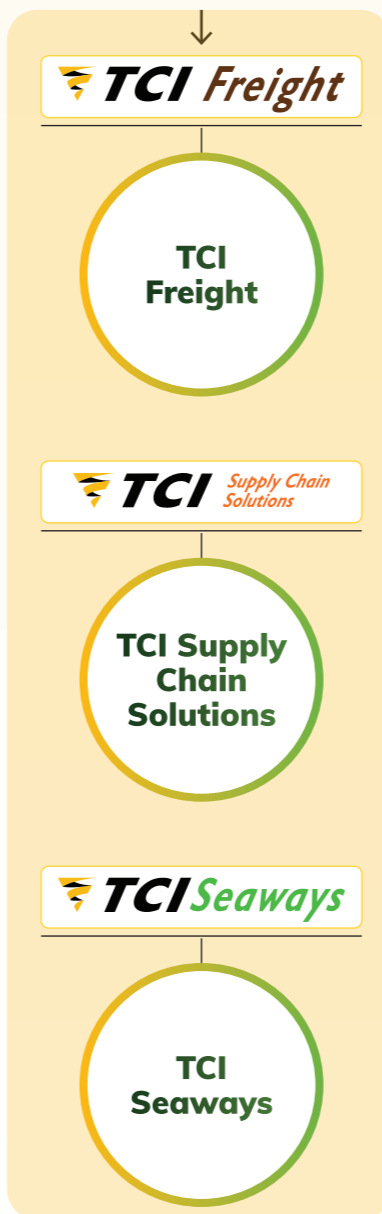 TCI Freight
TCI
Freight
TCI Supply Chain
Solutions
TCI Supply
Chain
Solutions
TCI Seaways
TCI
Seaways